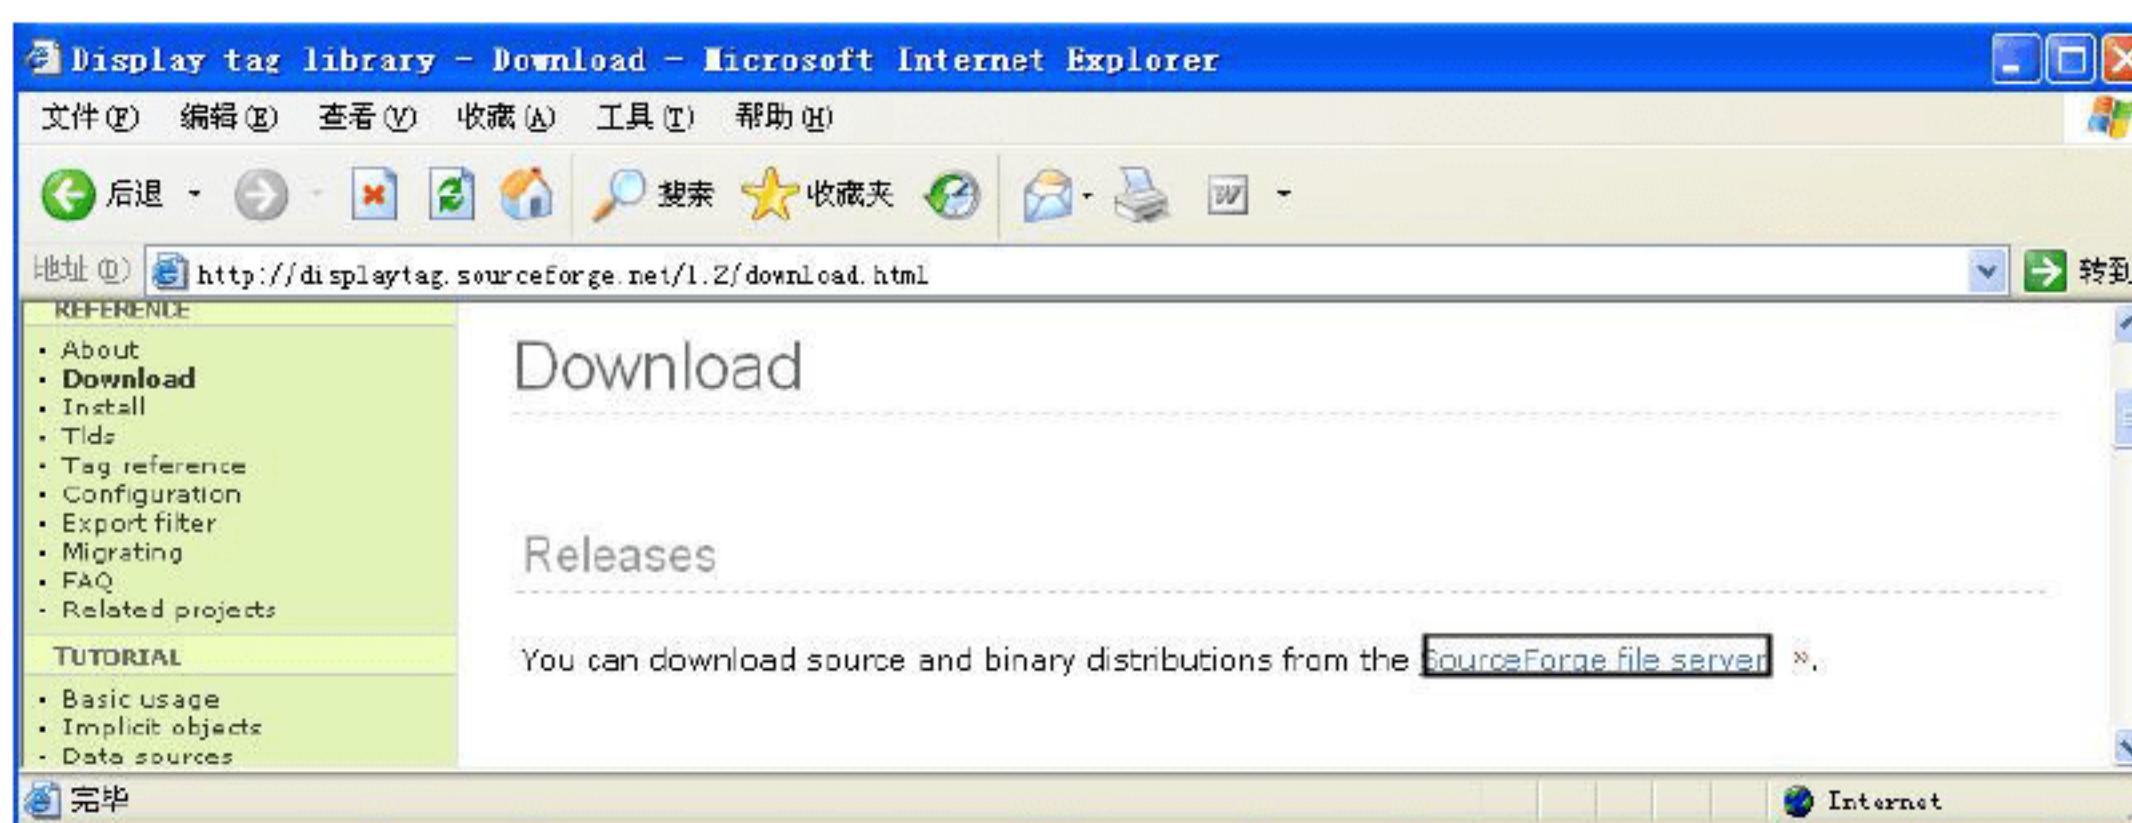 Display tag library - Download - Microsoft Internet Explorer
文件(F) 编辑(E) 查看(V) 收藏(A) 工具(T) 帮助(H)
后退 搜索 收藏夹
地址(D) http://displaytag.sourceforge.net/1.2/download.html 转到
REFERENCE
• About
• Download
• Install
• Tlds
• Tag reference
• Configuration
• Export filter
• Migrating
• FAQ
• Related projects
TUTORIAL
• Basic usage
• Implicit objects
• Data sources
Download
Releases
You can download source and binary distributions from the SourceForge file server ».
完毕 Internet